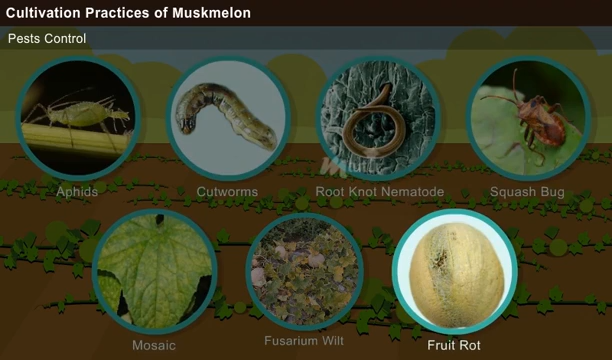 Cultivation Practices of Muskmelon
Pests Control
Aphids
Cutworms
Root Knot Nematode
Squash Bug
Mosaic
Fusarium Wilt
Fruit Rot